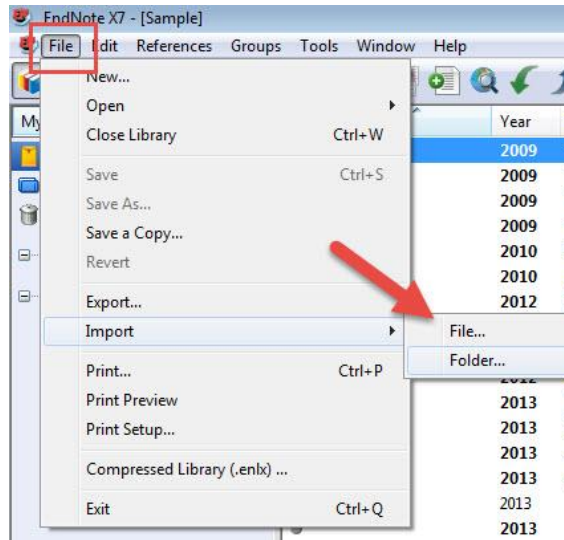 EndNote X7 - [Sample]
File Edit References Groups Tools Window Help
New...
Open
Close Library Ctrl+W
Save Ctrl+S
Save As...
Save a Copy...
Revert
Export...
Import
File...
Folder...
Print... Ctrl+P
Print Preview
Print Setup...
Compressed Library (.enlx) ...
Exit Ctrl+Q
My
Year
2009
2009
2009
2009
2010
2010
2012
2012
2013
2013
2013
2013
2013
2013